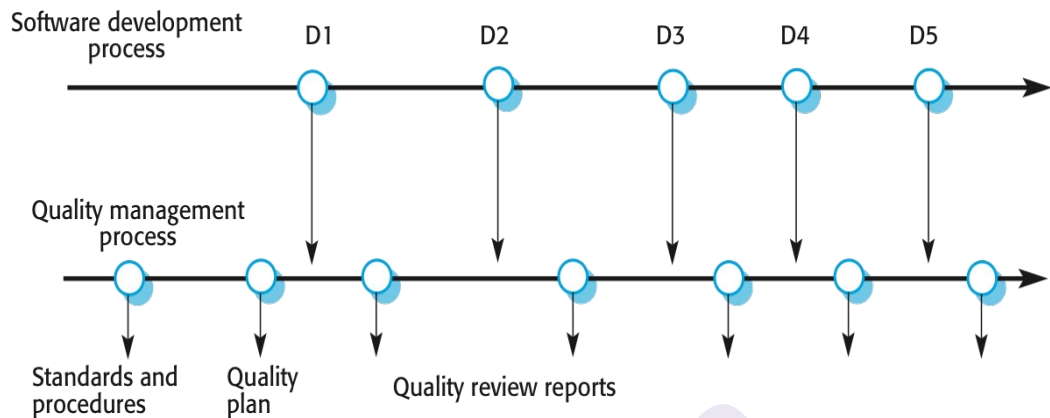 Software development
process
D1
D2
D3
D4
D5
Quality management
process
Standards and
procedures
Quality
plan
Quality review reports